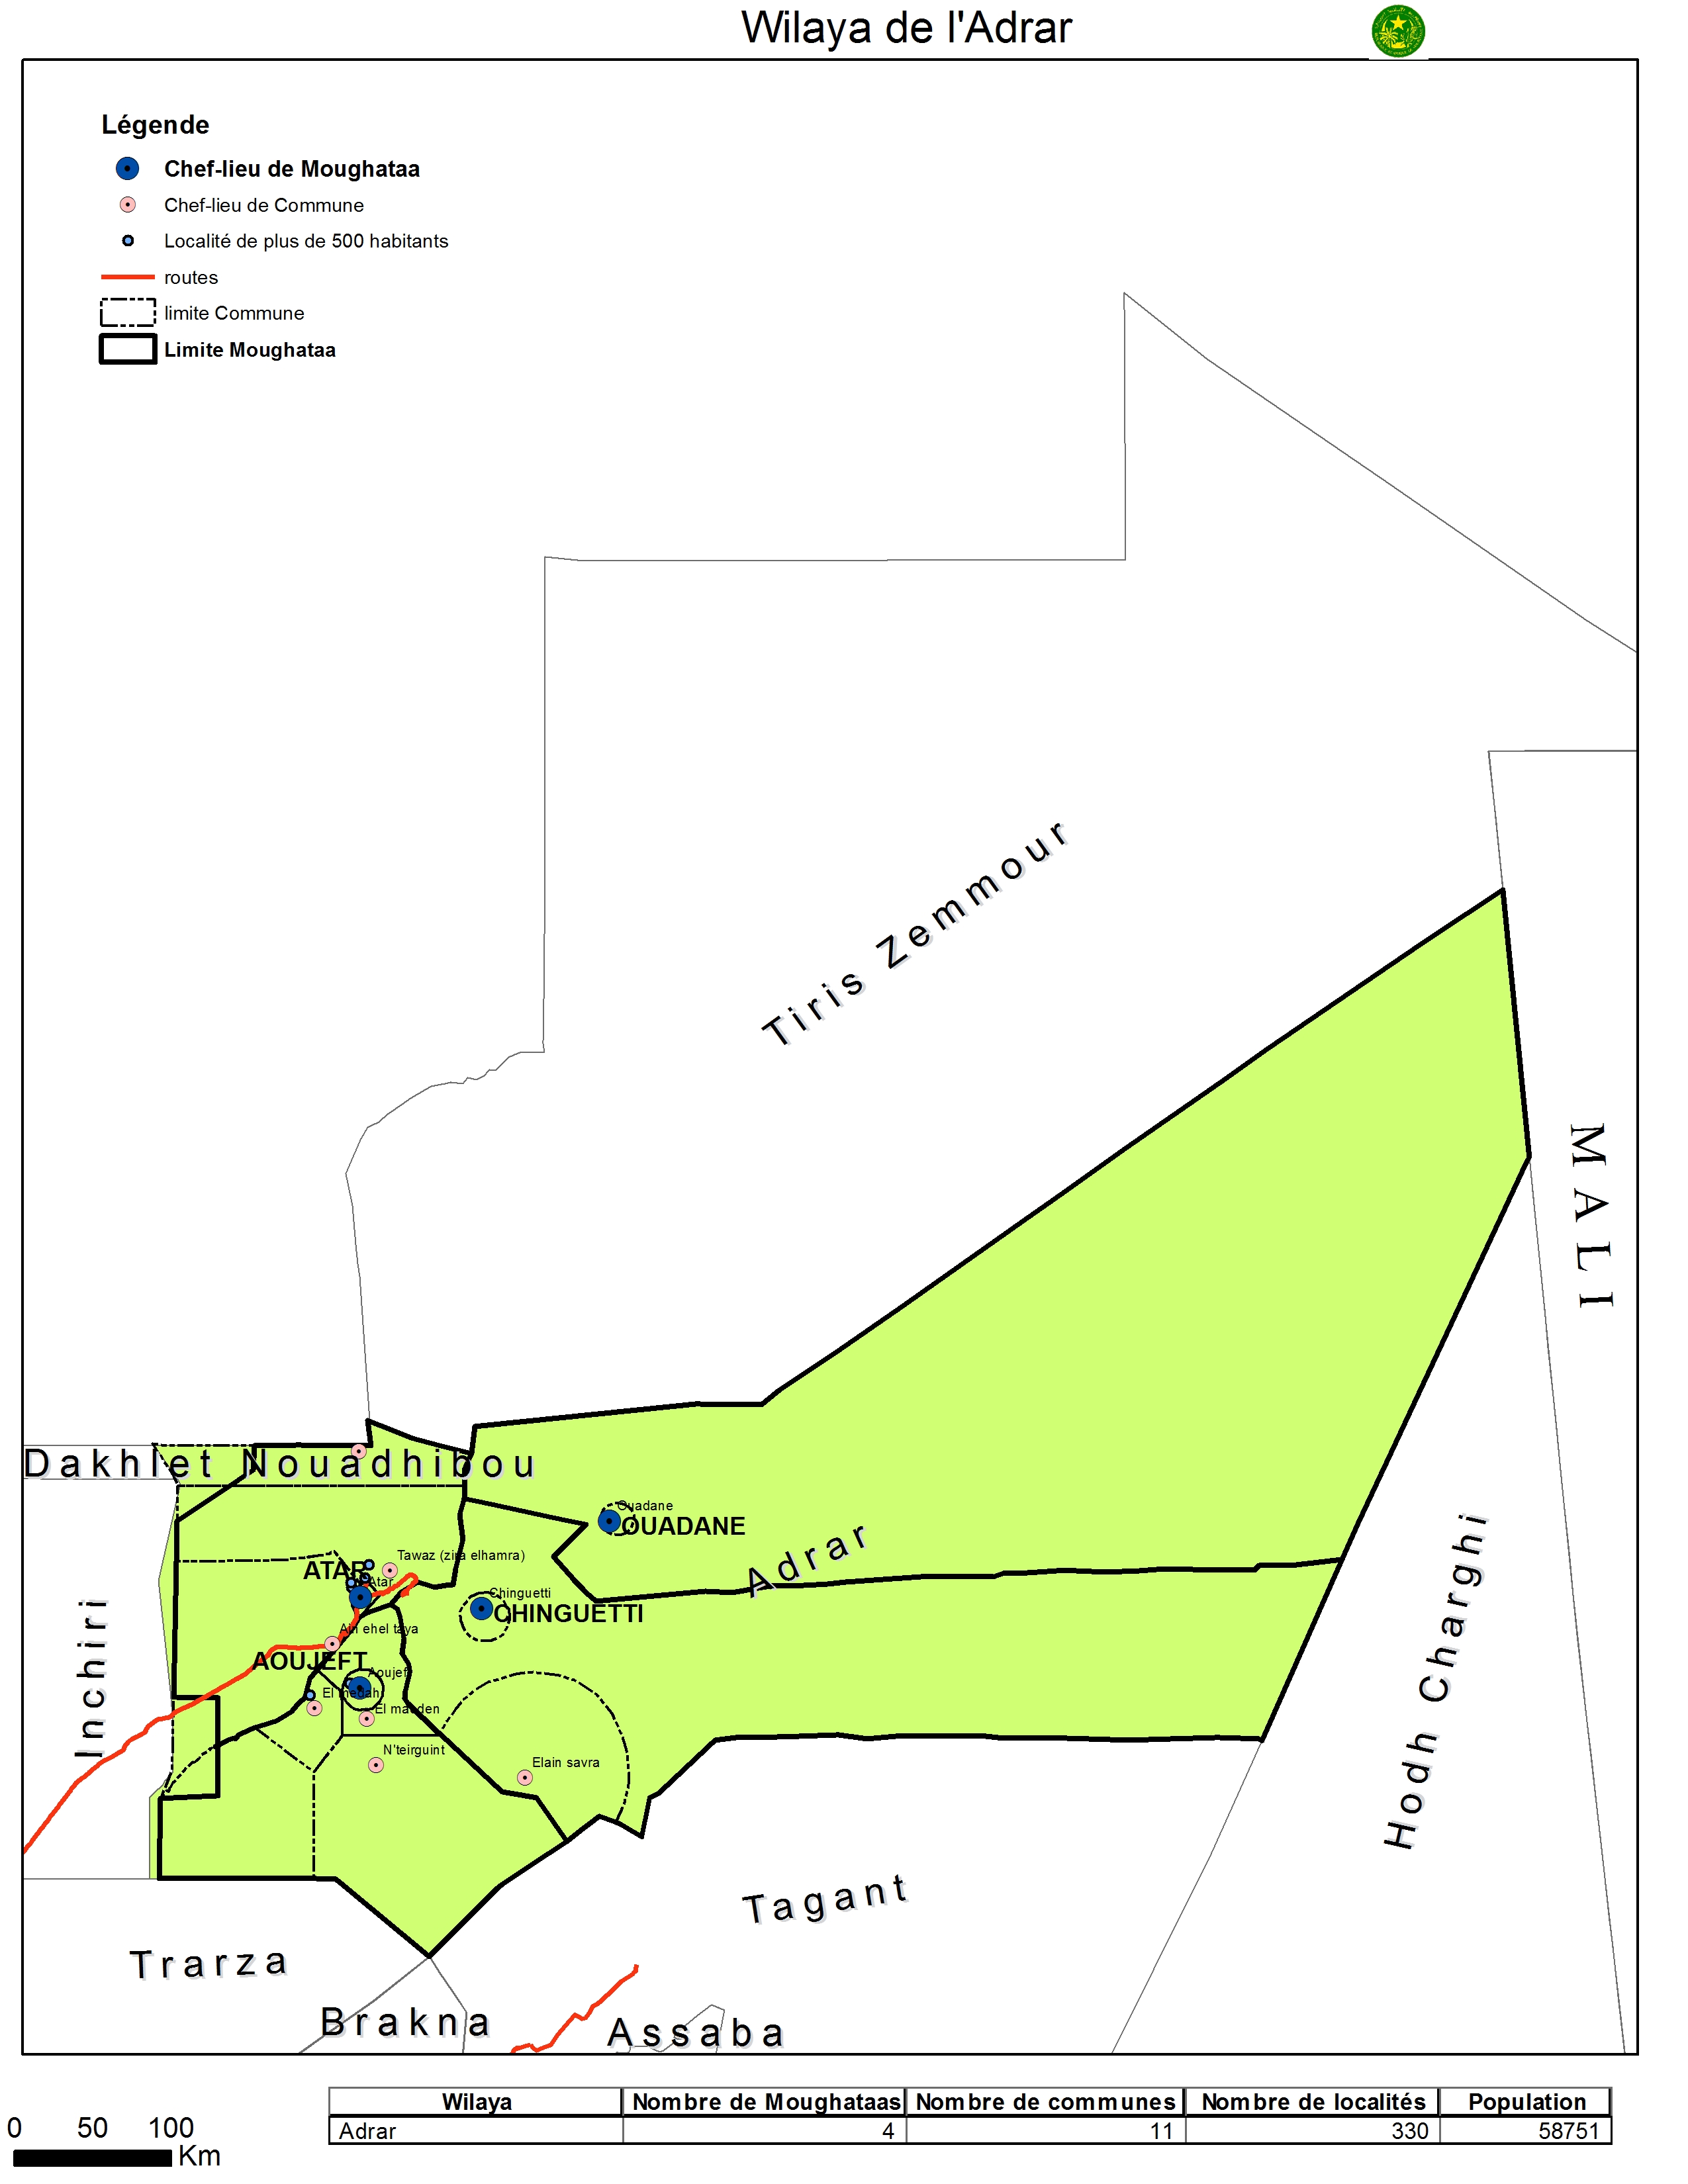 Wilaya de l'Adrar
Légende
Chef-lieu de Moughataa
Chef-lieu de Commune
Localité de plus de 500 habitants
routes
limite Commune
Limite Moughataa
Tiris Zemmour
MALI
Dakhlet Nouadhibou
Ouadane
OUADANE
Adrar
Tawaz (zira elhamra)
ATAR
Atar
Chinguetti
CHINGUETTI
Hodh Charghi
Inchiri
Ain ehel taya
AOUJEFT
Aoujeft
El maden
N'teirguint
Elain savra
Tagant
Trarza
Brakna
Assaba
0 50 100
Km
Wilaya Nombre de Moughataas Nombre de communes Nombre de localités Population
Adrar 4 11 330 58751